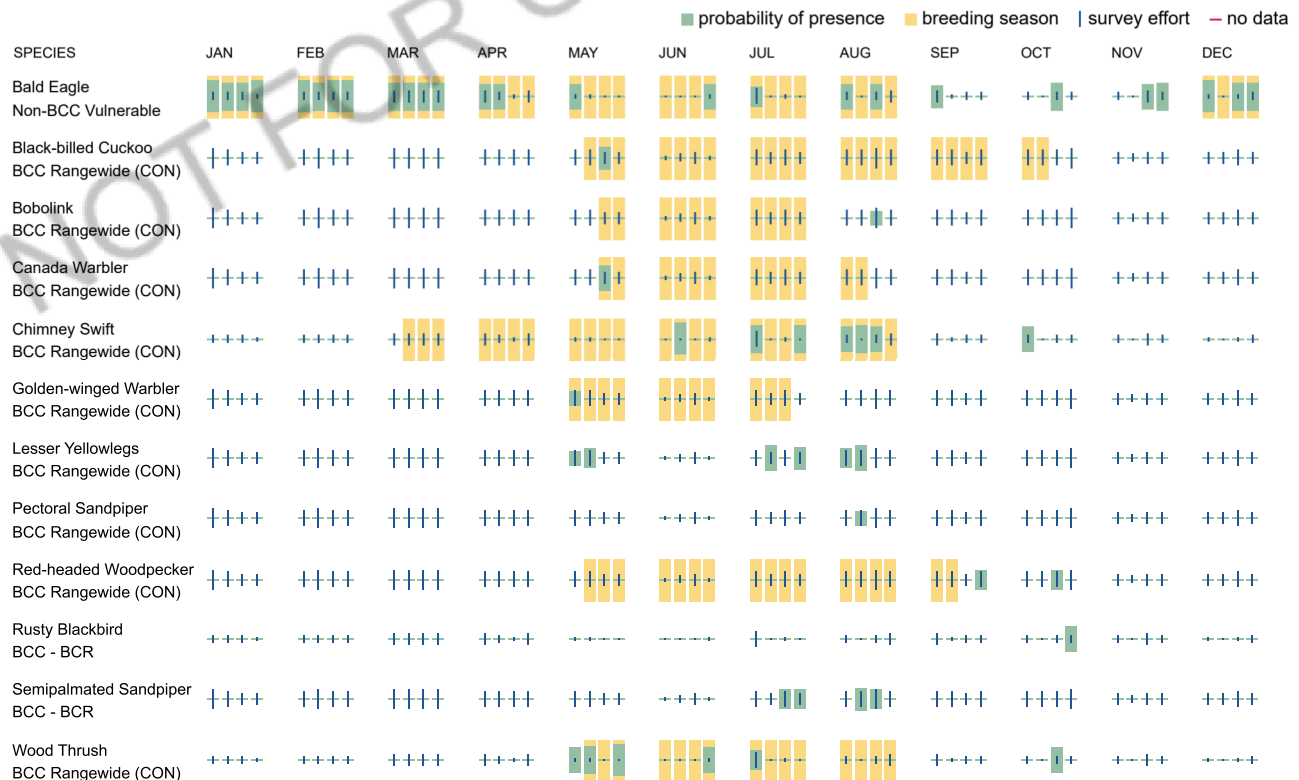 probability of presence breeding season survey effort no data
SPECIES JAN FEB MAR APR MAY JUN JUL AUG SEP OCT NOV DEC
Bald Eagle
Non-BCC Vulnerable
Black-billed Cuckoo
BCC Rangewide (CON)
Bobolink
BCC Rangewide (CON)
Canada Warbler
BCC Rangewide (CON)
Chimney Swift
BCC Rangewide (CON)
Golden-winged Warbler
BCC Rangewide (CON)
Lesser Yellowlegs
BCC Rangewide (CON)
Pectoral Sandpiper
BCC Rangewide (CON)
Red-headed Woodpecker
BCC Rangewide (CON)
Rusty Blackbird
BCC - BCR
Semipalmated Sandpiper
BCC - BCR
Wood Thrush
BCC Rangewide (CON)
NOT FOR